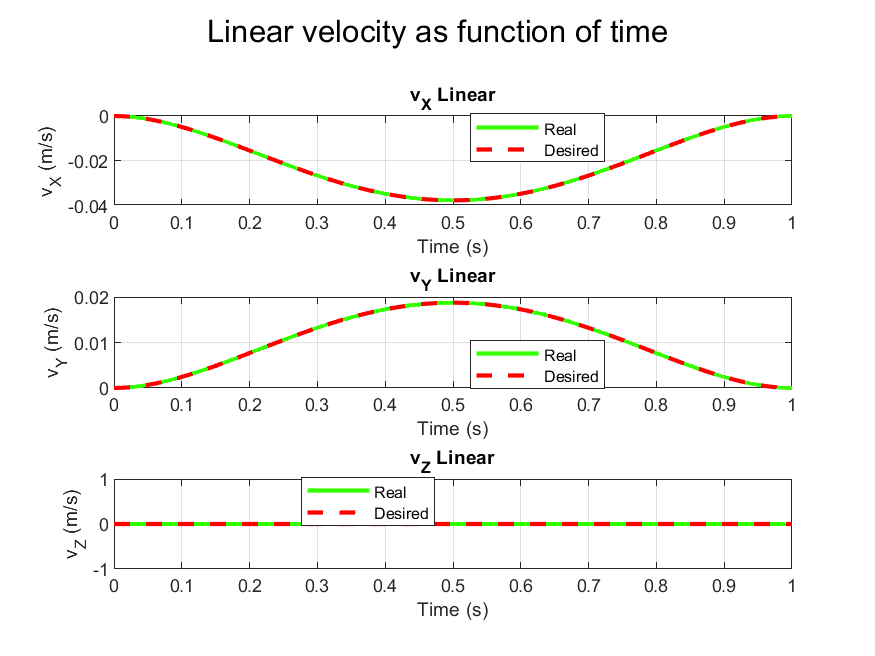 Linear velocity as function of time
v_X Linear
v_X (m/s)
0
-0.02
-0.04
Real
Desired
0 0.1 0.2 0.3 0.4 0.5 0.6 0.7 0.8 0.9 1
Time (s)
v_Y Linear
v_Y (m/s)
0.02
0.01
0
Real
Desired
0 0.1 0.2 0.3 0.4 0.5 0.6 0.7 0.8 0.9 1
Time (s)
v_Z Linear
v_Z (m/s)
1
0
-1
Real
Desired
0 0.1 0.2 0.3 0.4 0.5 0.6 0.7 0.8 0.9 1
Time (s)